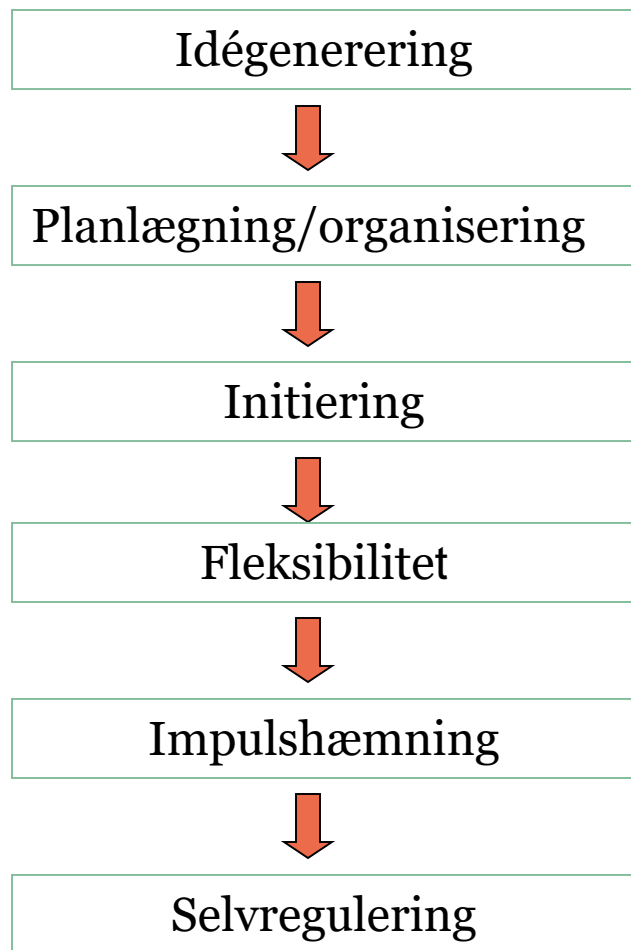 Idégenerering
Planlægning/organisering
Initiering
Fleksibilitet
Impulshæmning
Selvregulering